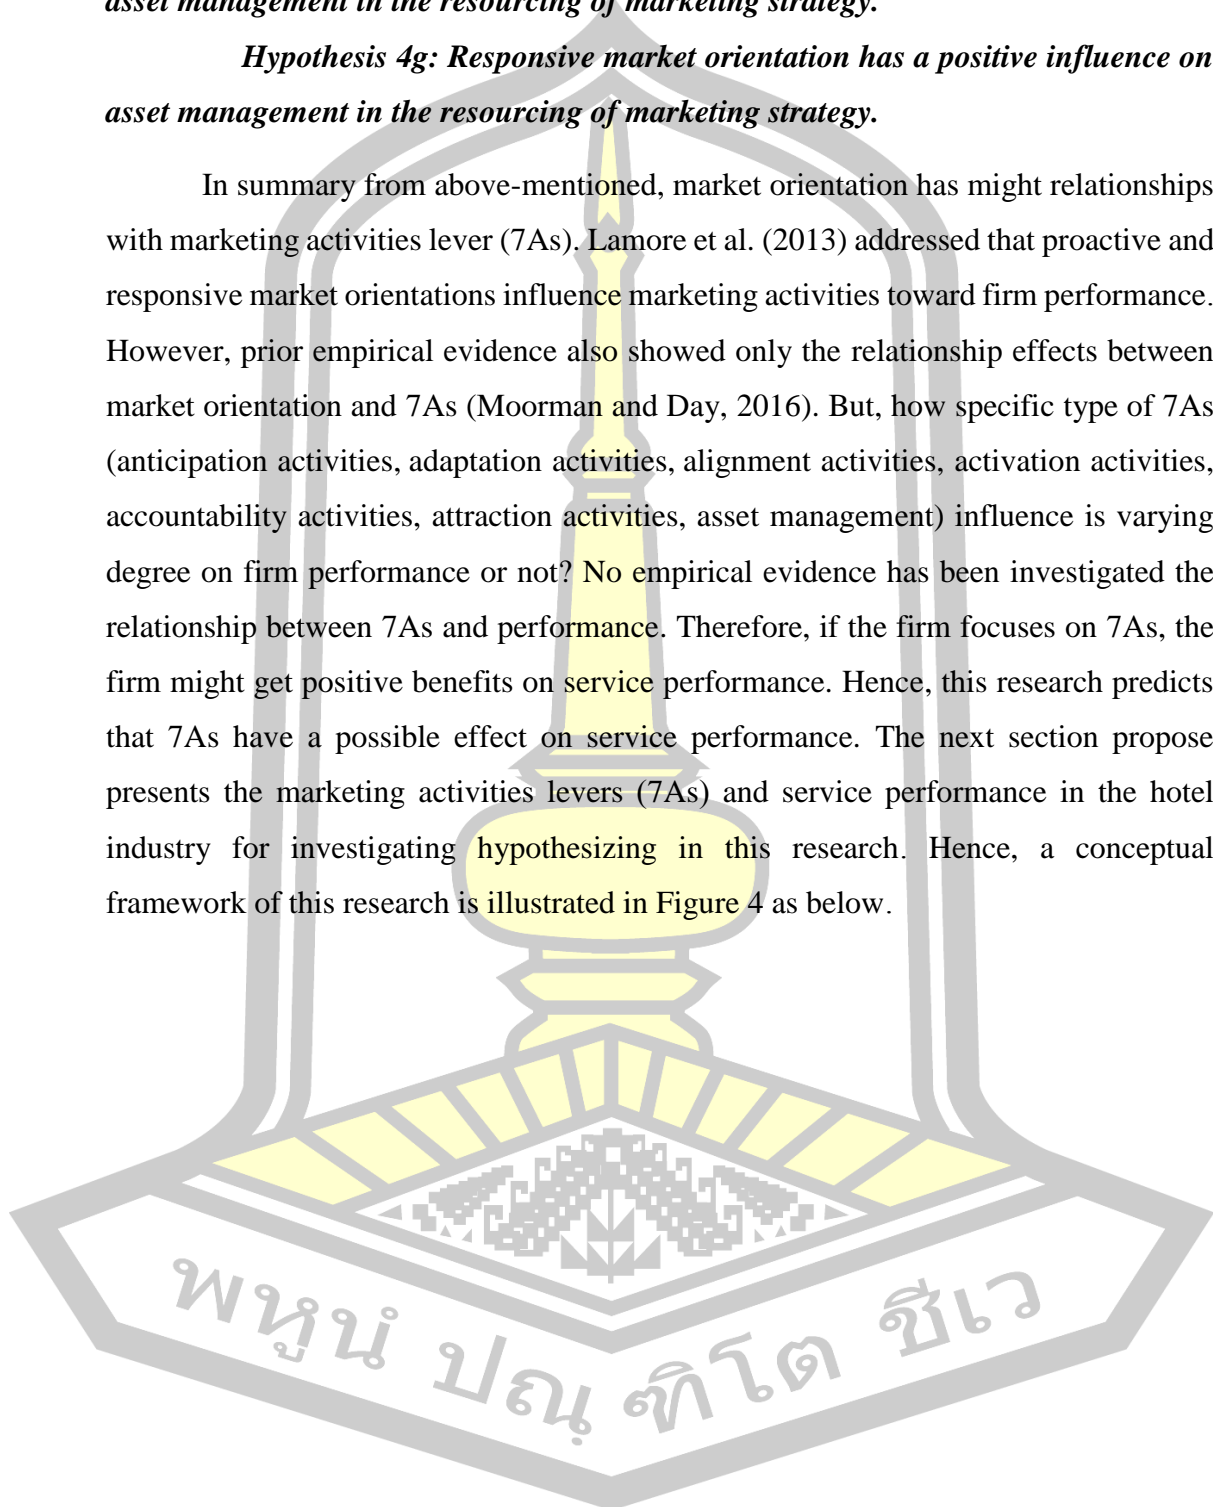 asset management in the resourcing of marketing strategy.
Hypothesis 4g: Responsive market orientation has a positive influence on
asset management in the resourcing of marketing strategy.
In summary from above-mentioned, market orientation has might relationships
with marketing activities lever (7As). Lamore et al. (2013) addressed that proactive and
responsive market orientations influence marketing activities toward firm performance.
However, prior empirical evidence also showed only the relationship effects between
market orientation and 7As (Moorman and Day, 2016). But, how specific type of 7As
(anticipation activities, adaptation activities, alignment activities, activation activities,
accountability activities, attraction activities, asset management) influence is varying
degree on firm performance or not? No empirical evidence has been investigated the
relationship between 7As and performance. Therefore, if the firm focuses on 7As, the
firm might get positive benefits on service performance. Hence, this research predicts
that 7As have a possible effect on service performance. The next section propose
presents the marketing activities levers (7As) and service performance in the hotel
industry for investigating hypothesizing in this research. Hence, a conceptual
framework of this research is illustrated in Figure 4 as below.
พหูนํ ปณฺฑิโต ชีเว